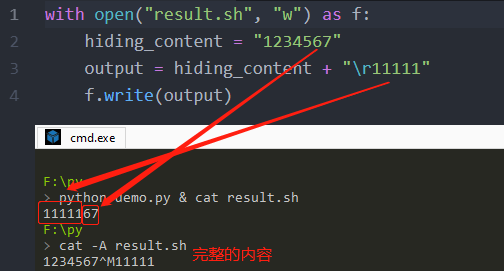 1 with open("result.sh", "w") as f:
2 hiding_content = "1234567"
3 output = hiding_content + "\r11111"
4 f.write(output)
cmd.exe
F:\py
> python demo.py & cat result.sh
1111167
F:\py
> cat -A result.sh
1234567^M11111 完整的内容